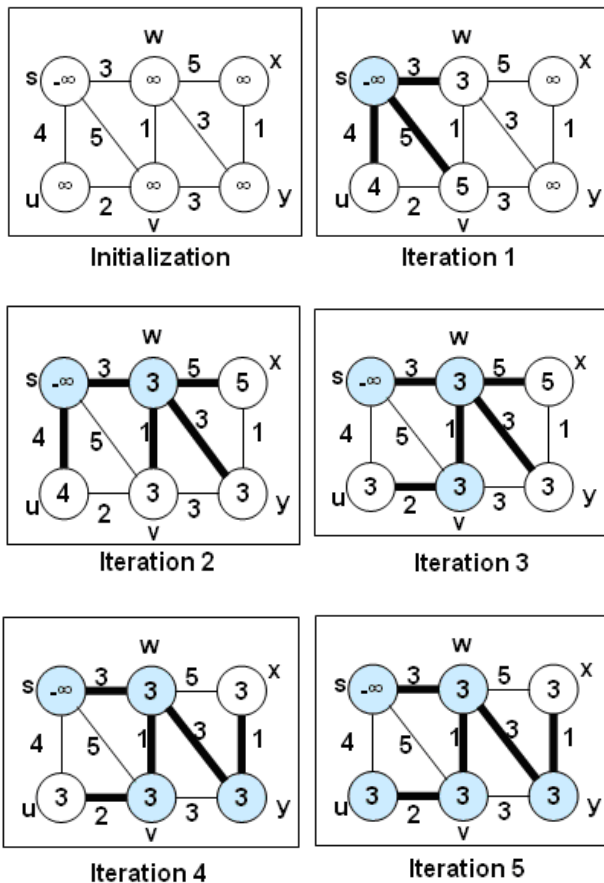 w w
s -∞ 3 ∞ 5 ∞ x s -∞ 3 3 5 ∞ x
4 5 1 3 1 4 5 1 3 1
u ∞ 2 ∞ 3 ∞ y u 4 2 5 3 ∞ y
v v
Initialization Iteration 1
w w
s -∞ 3 3 5 5 x s -∞ 3 3 5 5 x
4 5 1 3 1 4 5 1 3 1
u 4 2 3 3 3 y u 3 2 3 3 3 y
v v
Iteration 2 Iteration 3
w w
s -∞ 3 3 5 3 x s -∞ 3 3 5 3 x
4 5 1 3 1 4 5 1 3 1
u 3 2 3 3 3 y u 3 2 3 3 3 y
v v
Iteration 4 Iteration 5